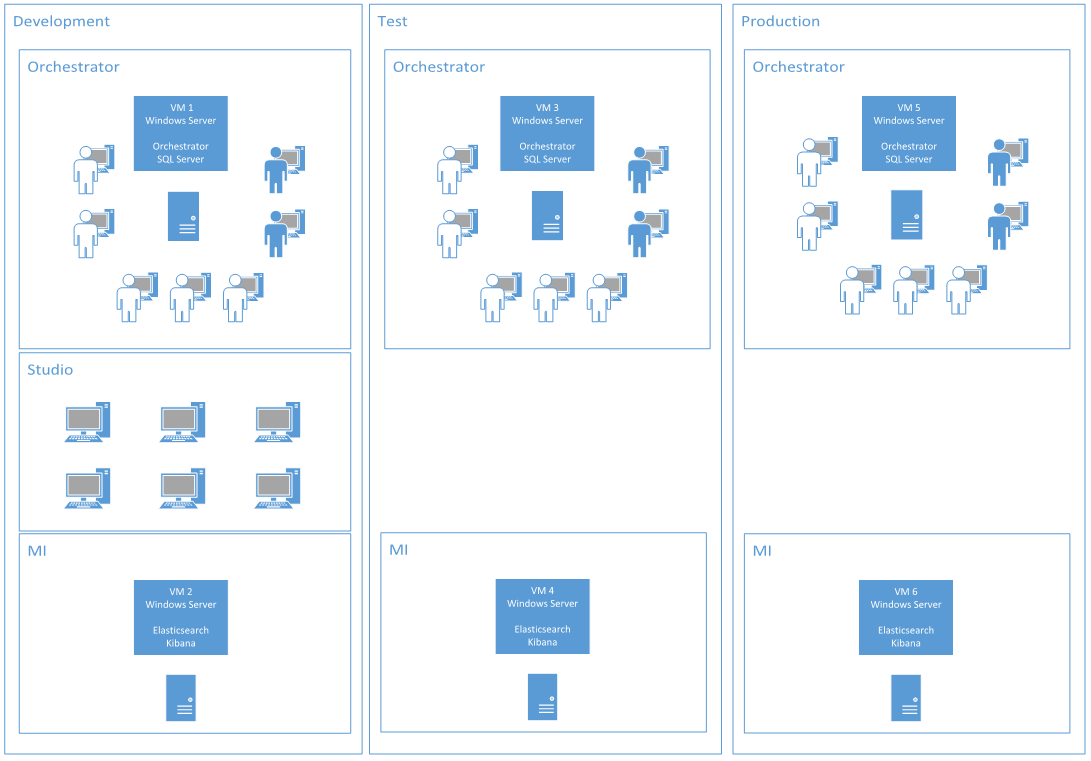 Development
Orchestrator
VM 1
Windows Server
Orchestrator
SQL Server
Studio
MI
VM 2
Windows Server
Elasticsearch
Kibana
Test
Orchestrator
VM 3
Windows Server
Orchestrator
SQL Server
MI
VM 4
Windows Server
Elasticsearch
Kibana
Production
Orchestrator
VM 5
Windows Server
Orchestrator
SQL Server
MI
VM 6
Windows Server
Elasticsearch
Kibana